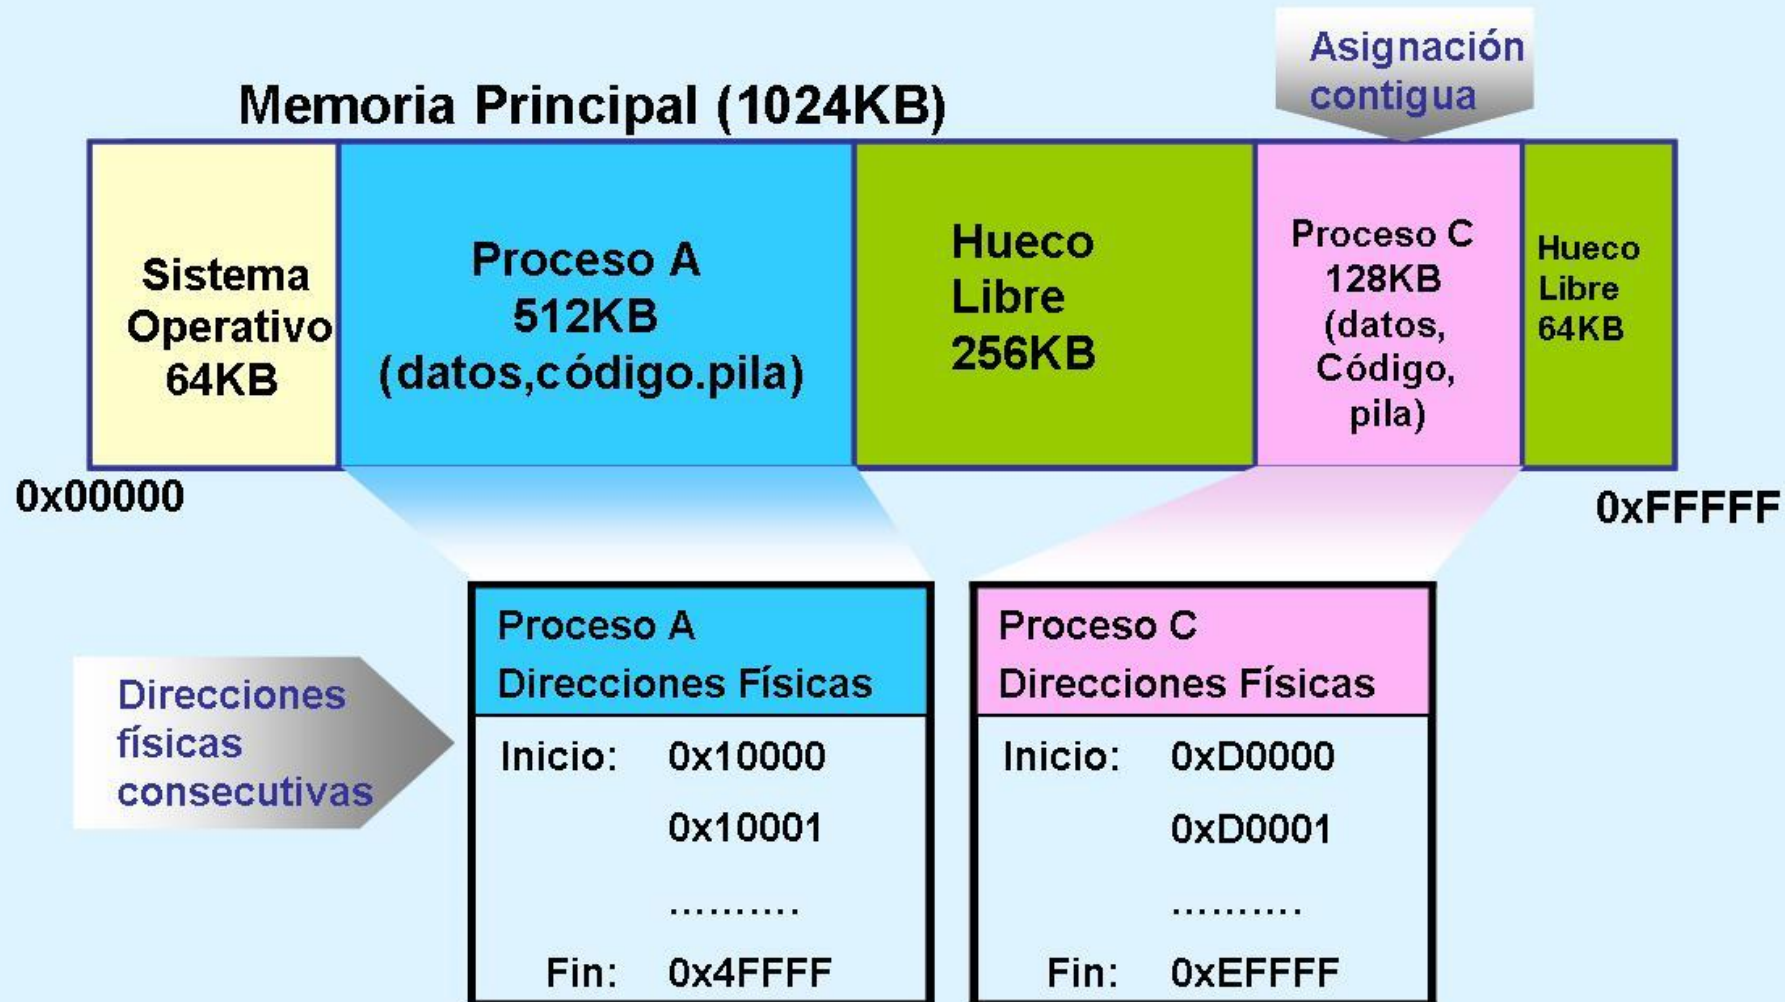 Asignación
contigua
Memoria Principal (1024KB)
Sistema
Operativo
64KB
Proceso A
512KB
(datos,código.pila)
Hueco
Libre
256KB
Proceso C
128KB
(datos,
Código,
pila)
Hueco
Libre
64KB
0x00000
0xFFFFF
Direcciones
físicas
consecutivas
Proceso A
Direcciones Físicas
Inicio: 0x10000
0x10001
..........
Fin: 0x4FFFF
Proceso C
Direcciones Físicas
Inicio: 0xD0000
0xD0001
..........
Fin: 0xEFFFF